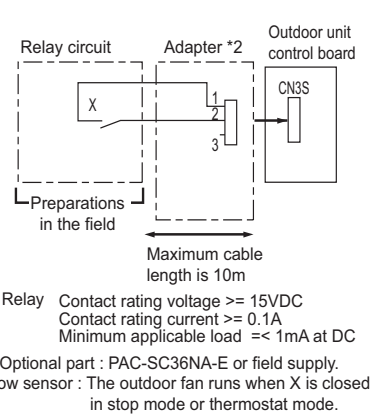 Relay circuit
Adapter *2
Outdoor unit
control board
CN3S
X
1
2
3
Preparations
in the field
Maximum cable
length is 10m
Relay Contact rating voltage >= 15VDC
Contact rating current >= 0.1A
Minimum applicable load =< 1mA at DC
Optional part : PAC-SC36NA-E or field supply.
ow sensor : The outdoor fan runs when X is closed
in stop mode or thermostat mode.